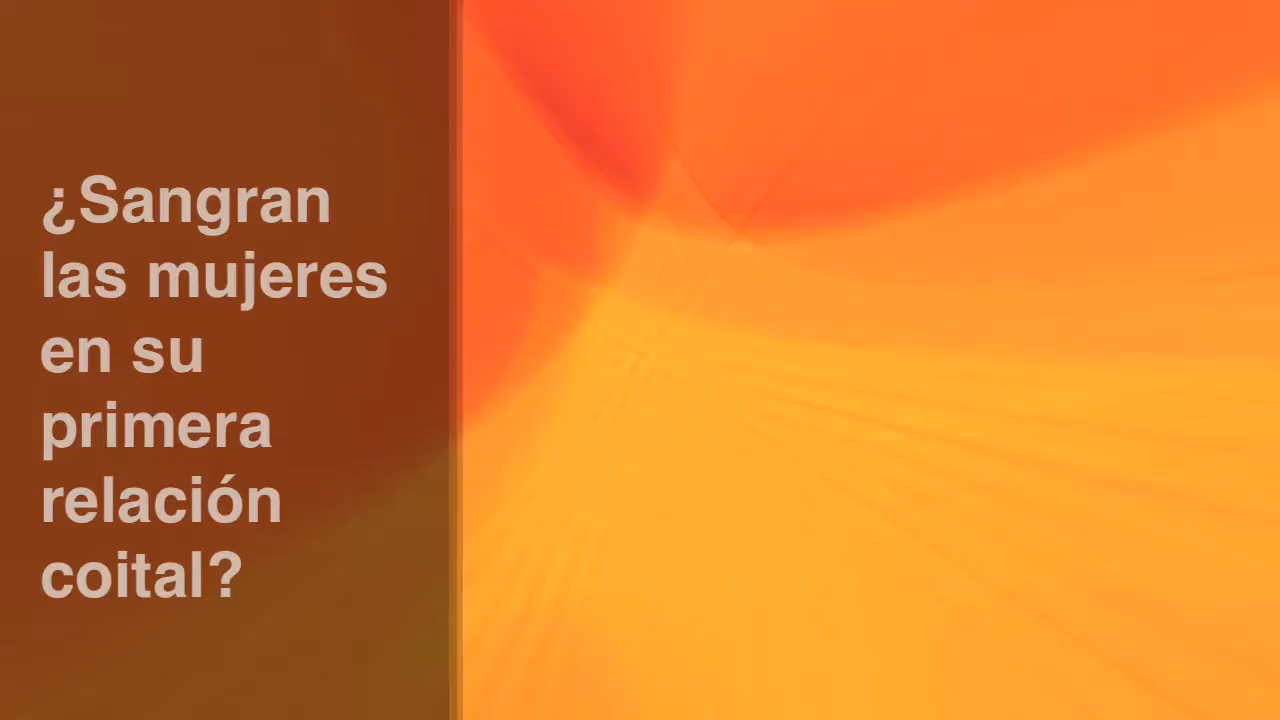 ¿Sangran
las mujeres
en su
primera
relación
coital?